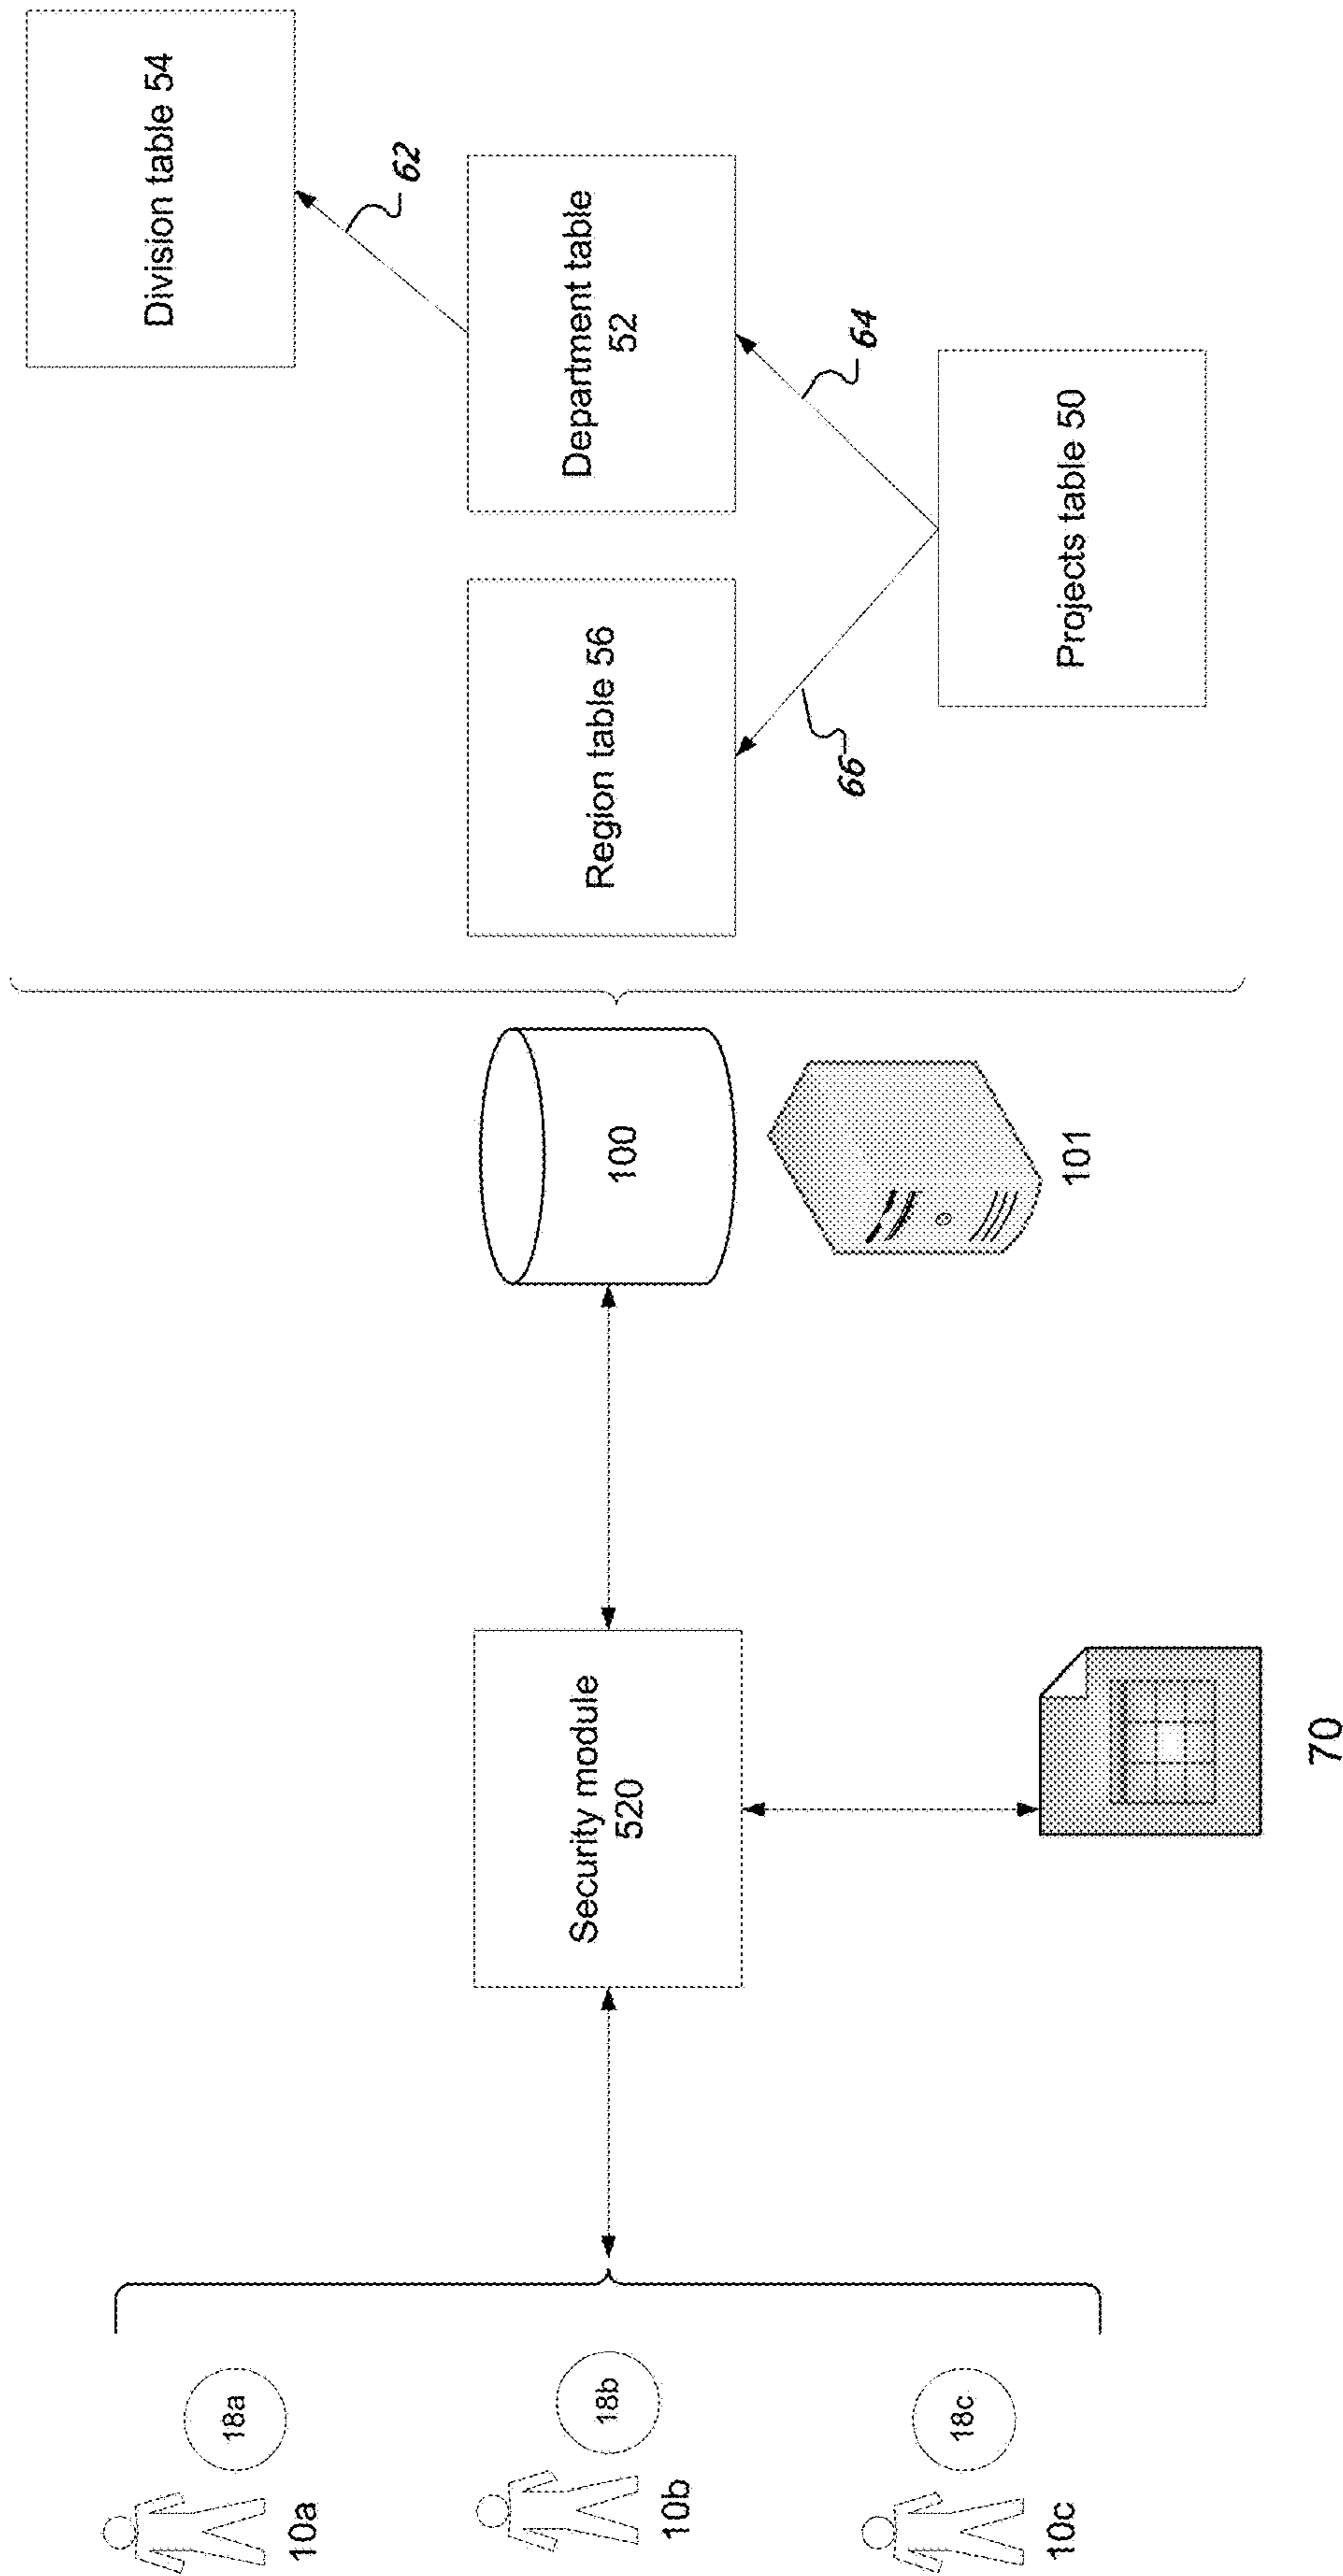 18a
10a
18b
10b
18c
10c
Security module
520
70
100
101
Region table 56
Division table 54
62
Department table
52
64
66
Projects table 50